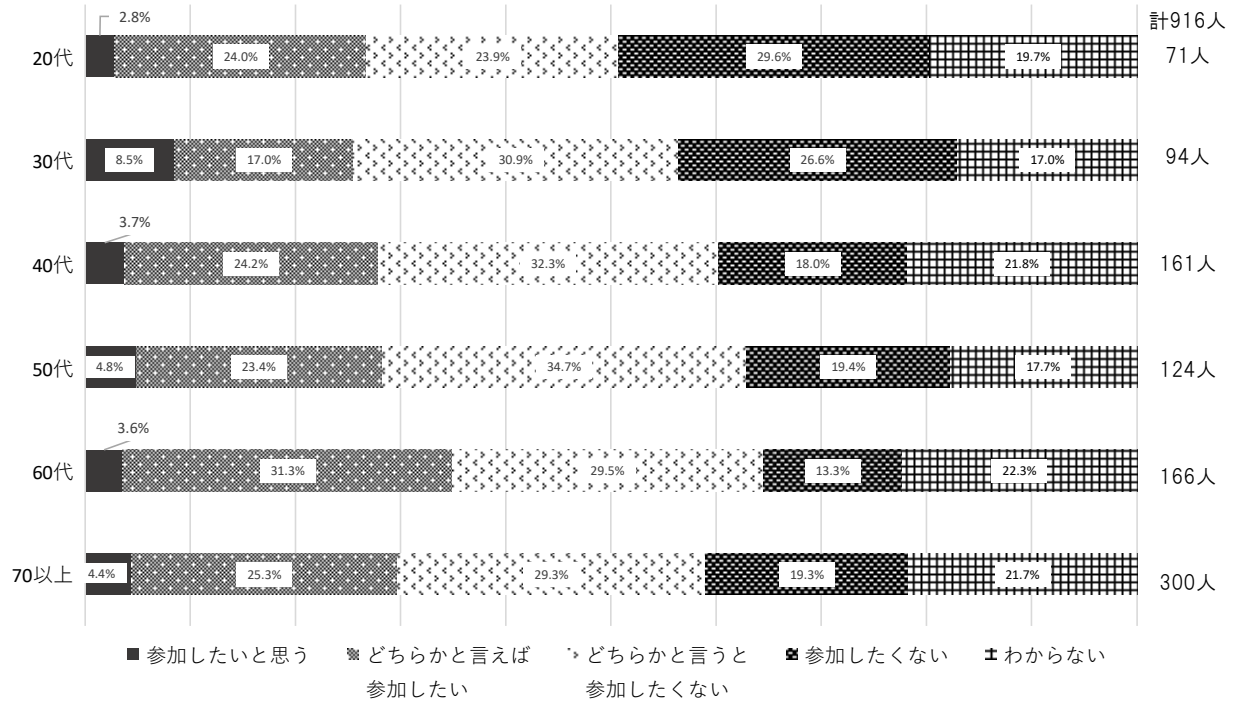 計916人
2.8%
20代 24.0% 23.9% 29.6% 19.7% 71人
30代 8.5% 17.0% 30.9% 26.6% 17.0% 94人
3.7%
40代 24.2% 32.3% 18.0% 21.8% 161人
50代 4.8% 23.4% 34.7% 19.4% 17.7% 124人
3.6%
60代 31.3% 29.5% 13.3% 22.3% 166人
70以上 4.4% 25.3% 29.3% 19.3% 21.7% 300人
参加したいと思う どちらかと言えば どちらかと言うと 参加したくない わからない
参加したい 参加したくない